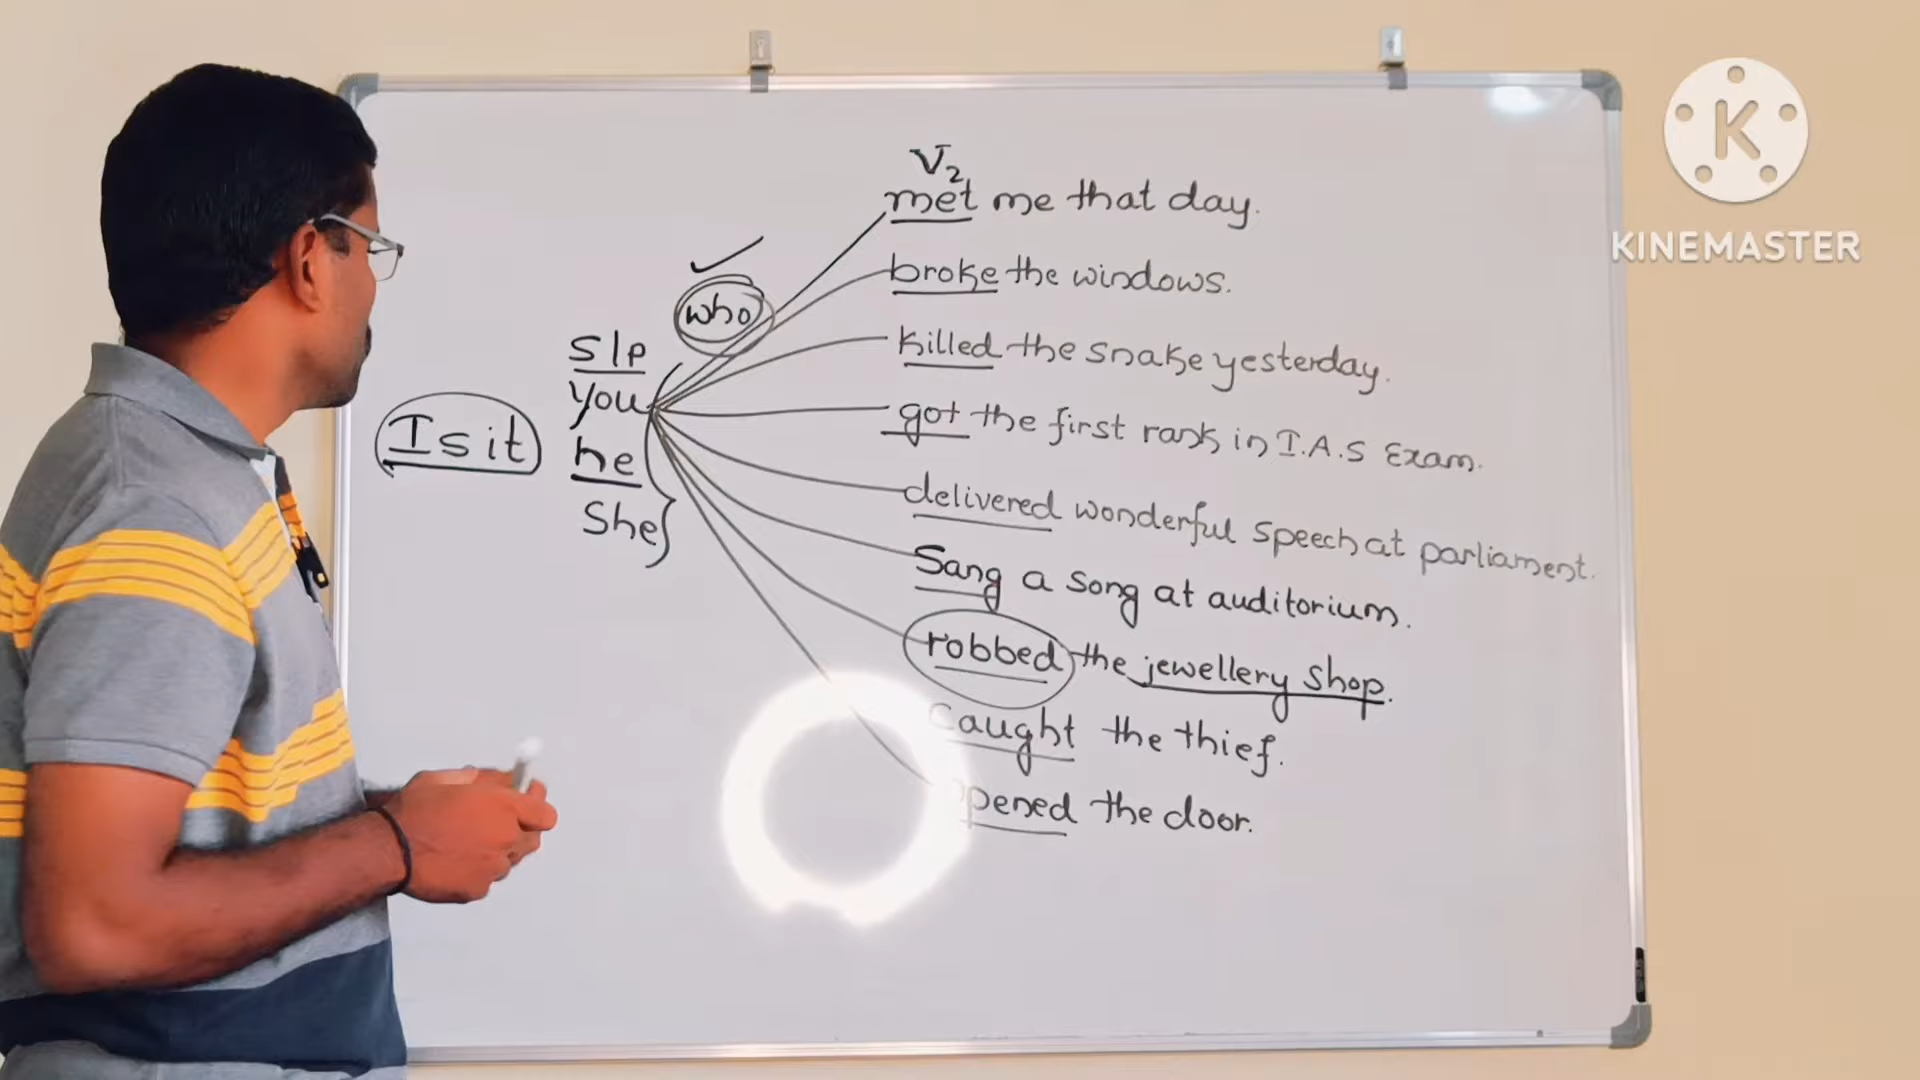 V2
met me that day.
broke the windows.
who
killed the snake yesterday.
S/p
You
got the first rank in I.A.S Exam.
Is it
he
She
delivered wonderful speech at parliament.
Sang a song at auditorium.
robbed the jewellery shop.
caught the thief.
opened the door.
K
KINEMASTER